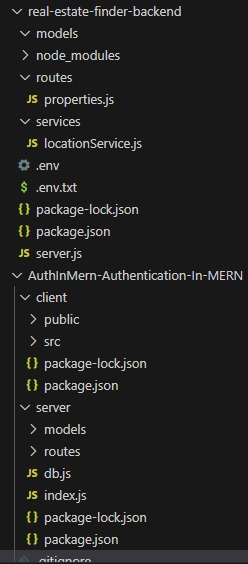 real-estate-finder-backend
models
node_modules
routes
JS properties.js
services
JS locationService.js
.env
$ .env.txt
{} package-lock.json
{} package.json
JS server.js
AuthInMern-Authentication-In-MERN
client
public
src
{} package-lock.json
{} package.json
server
models
routes
JS db.js
JS index.js
{} package-lock.json
{} package.json
.gitignore